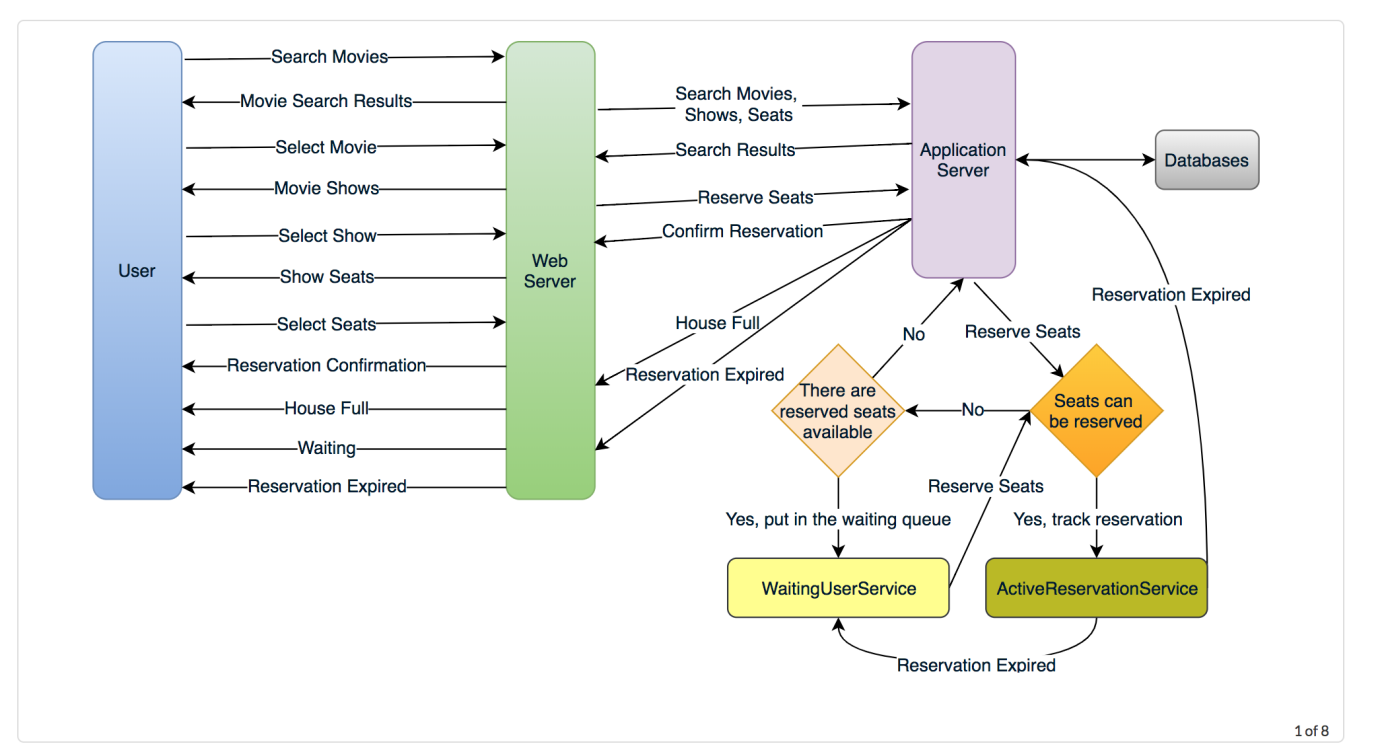 Search Movies
Movie Search Results
Select Movie
Movie Shows
Select Show
Show Seats
Select Seats
Reservation Confirmation
House Full
Waiting
Reservation Expired
User
Web
Server
Search Movies,
Shows, Seats
Search Results
Reserve Seats
Confirm Reservation
House Full
Reservation Expired
Application
Server
Databases
Reservation Expired
No
Reserve Seats
There are
reserved seats
available
No
Seats can
be reserved
Reserve Seats
Yes, put in the waiting queue
Yes, track reservation
WaitingUserService
ActiveReservationService
Reservation Expired
1 of 8